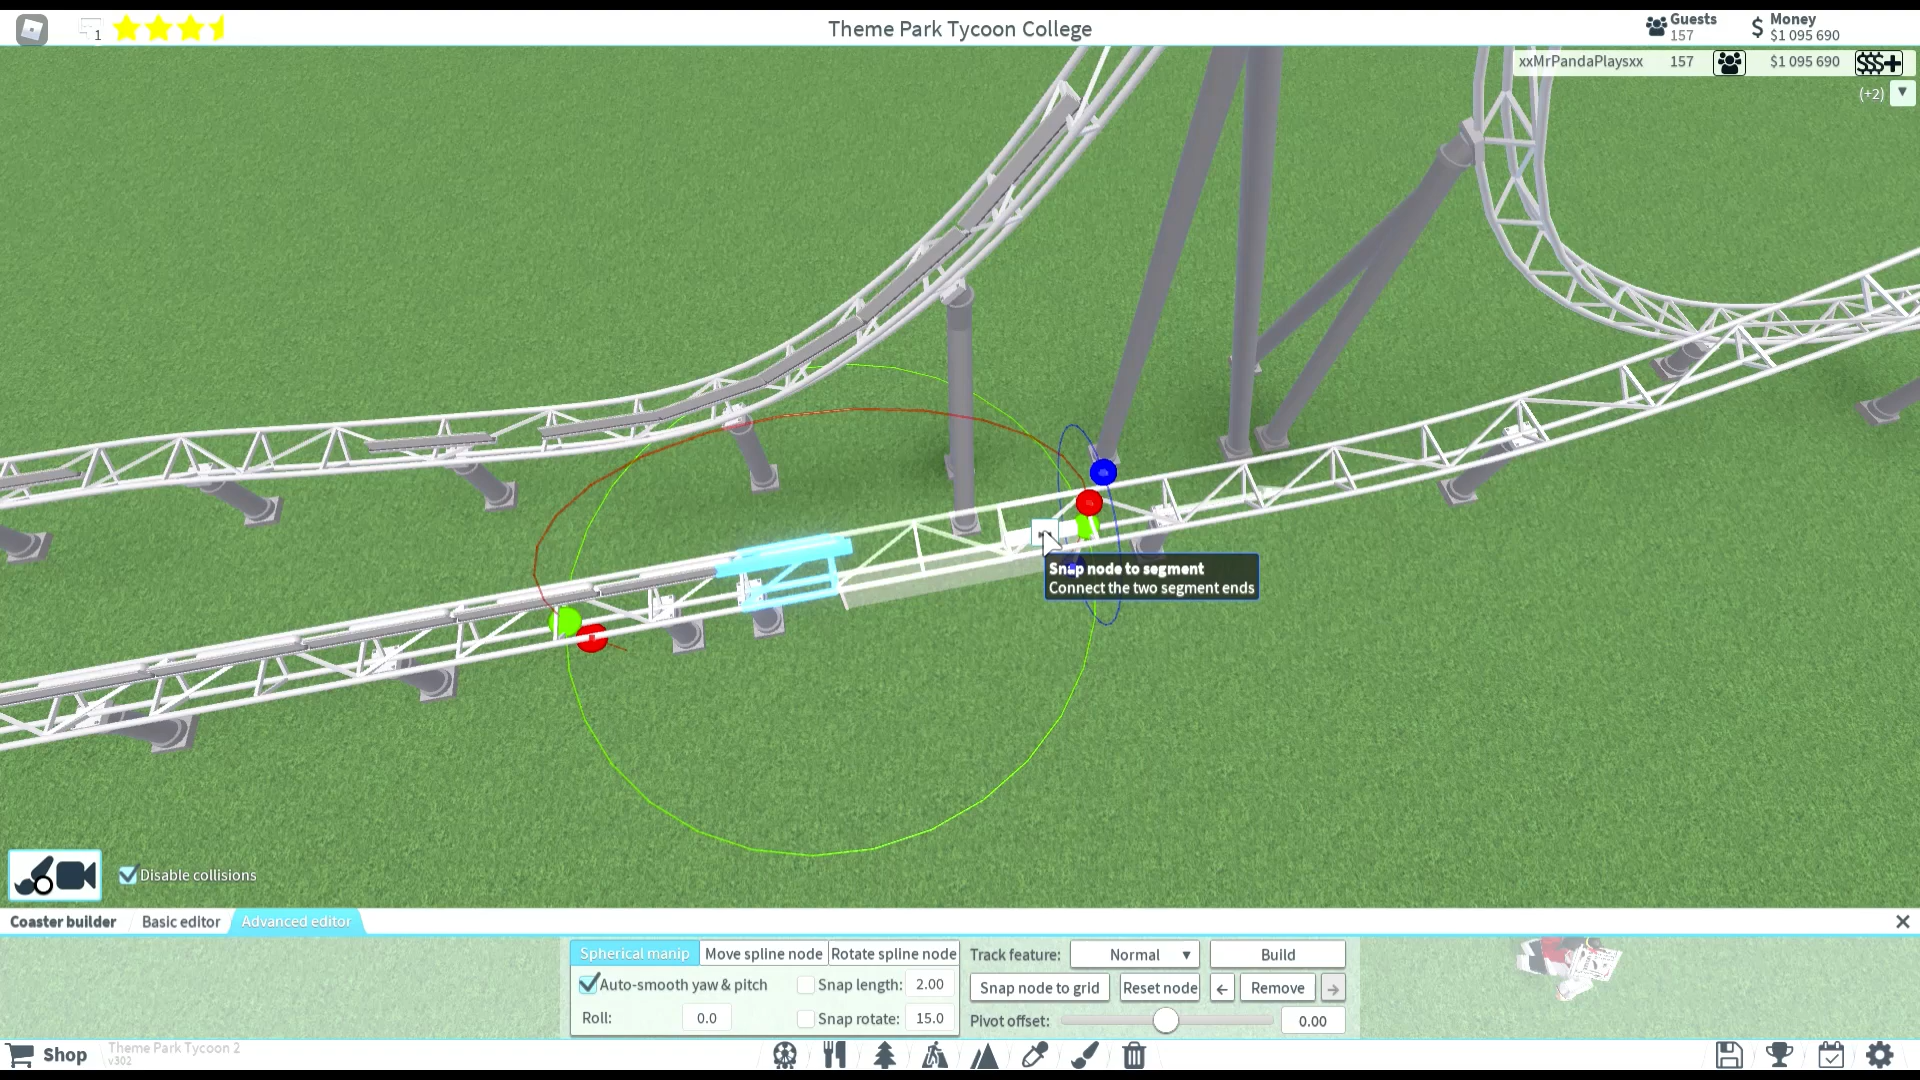 1
Theme Park Tycoon College
Guests
157
Money
$1 095 690
xxMrPandaPlaysxx 157 $1 095 690
(+2)
Snap node to segment
Connect the two segment ends
Disable collisions
Coaster builder Basic editor Advanced editor
Spherical manip Move spline node Rotate spline node
Auto-smooth yaw & pitch Snap length: 2.00
Roll: 0.0 Snap rotate: 15.0
Track feature: Normal Build
Snap node to grid Reset node ← Remove →
Pivot offset: 0.00
Shop
Theme Park Tycoon 2
v302